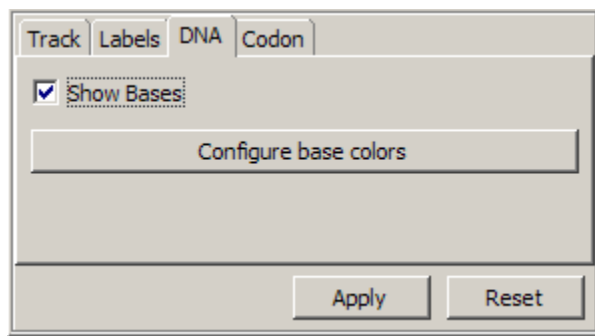 Track Labels DNA Codon
Show Bases
Configure base colors
Apply Reset